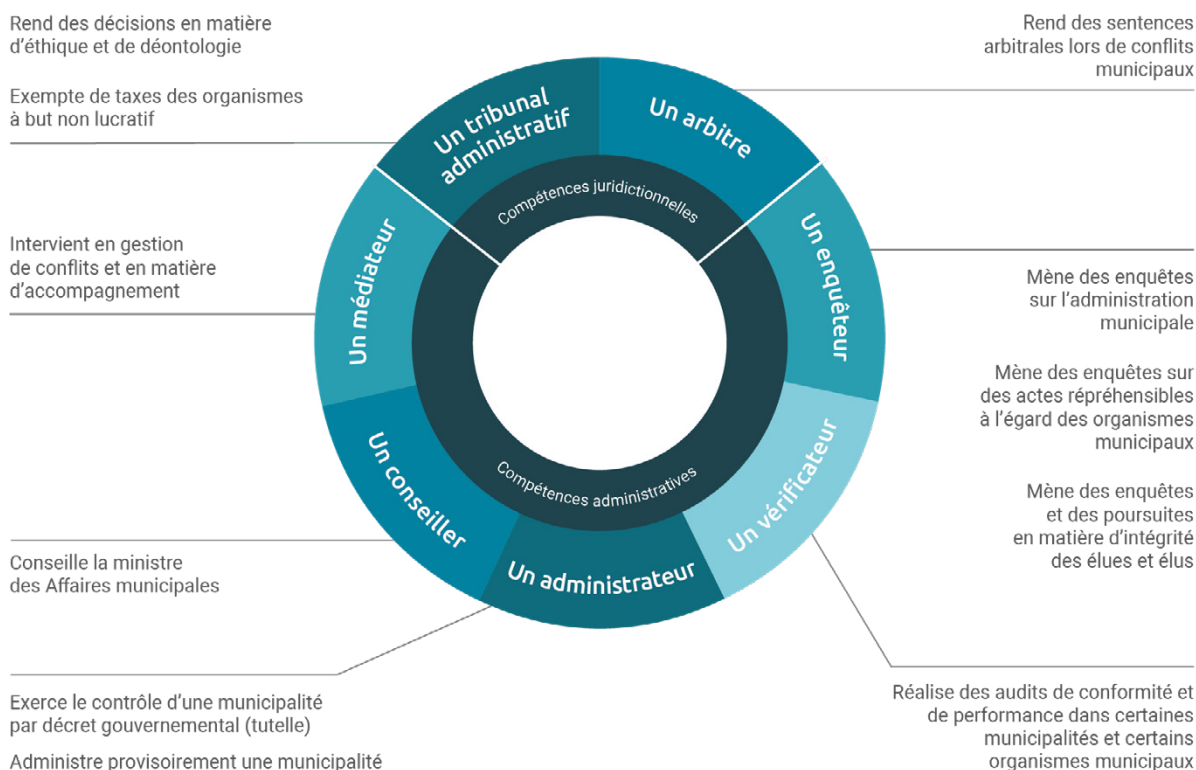 Rend des décisions en matière
d'éthique et de déontologie
Exempte de taxes des organismes
à but non lucratif
Un tribunal
administratif
Un arbitre
Rend des sentences
arbitrales lors de conflits
municipaux
Compétences juridictionnelles
Intervient en gestion
de conflits et en matière
d'accompagnement
Un médiateur
Un enquêteur
Mène des enquêtes
sur l'administration
municipale
Mène des enquêtes sur
des actes répréhensibles
à l'égard des organismes
municipaux
Mène des enquêtes
et des poursuites
en matière d'intégrité
des élues et élus
Un conseiller
Compétences administratives
Un vérificateur
Un administrateur
Conseille la ministre
des Affaires municipales
Exerce le contrôle d'une municipalité
par décret gouvernemental (tutelle)
Administre provisoirement une municipalité
Réalise des audits de conformité et
de performance dans certaines
municipalités et certains
organismes municipaux